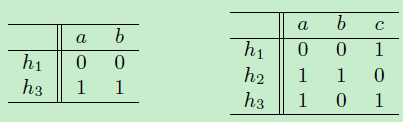 a b
h₁ 0 0
h₃ 1 1
a b c
h₁ 0 0 1
h₂ 1 1 0
h₃ 1 0 1